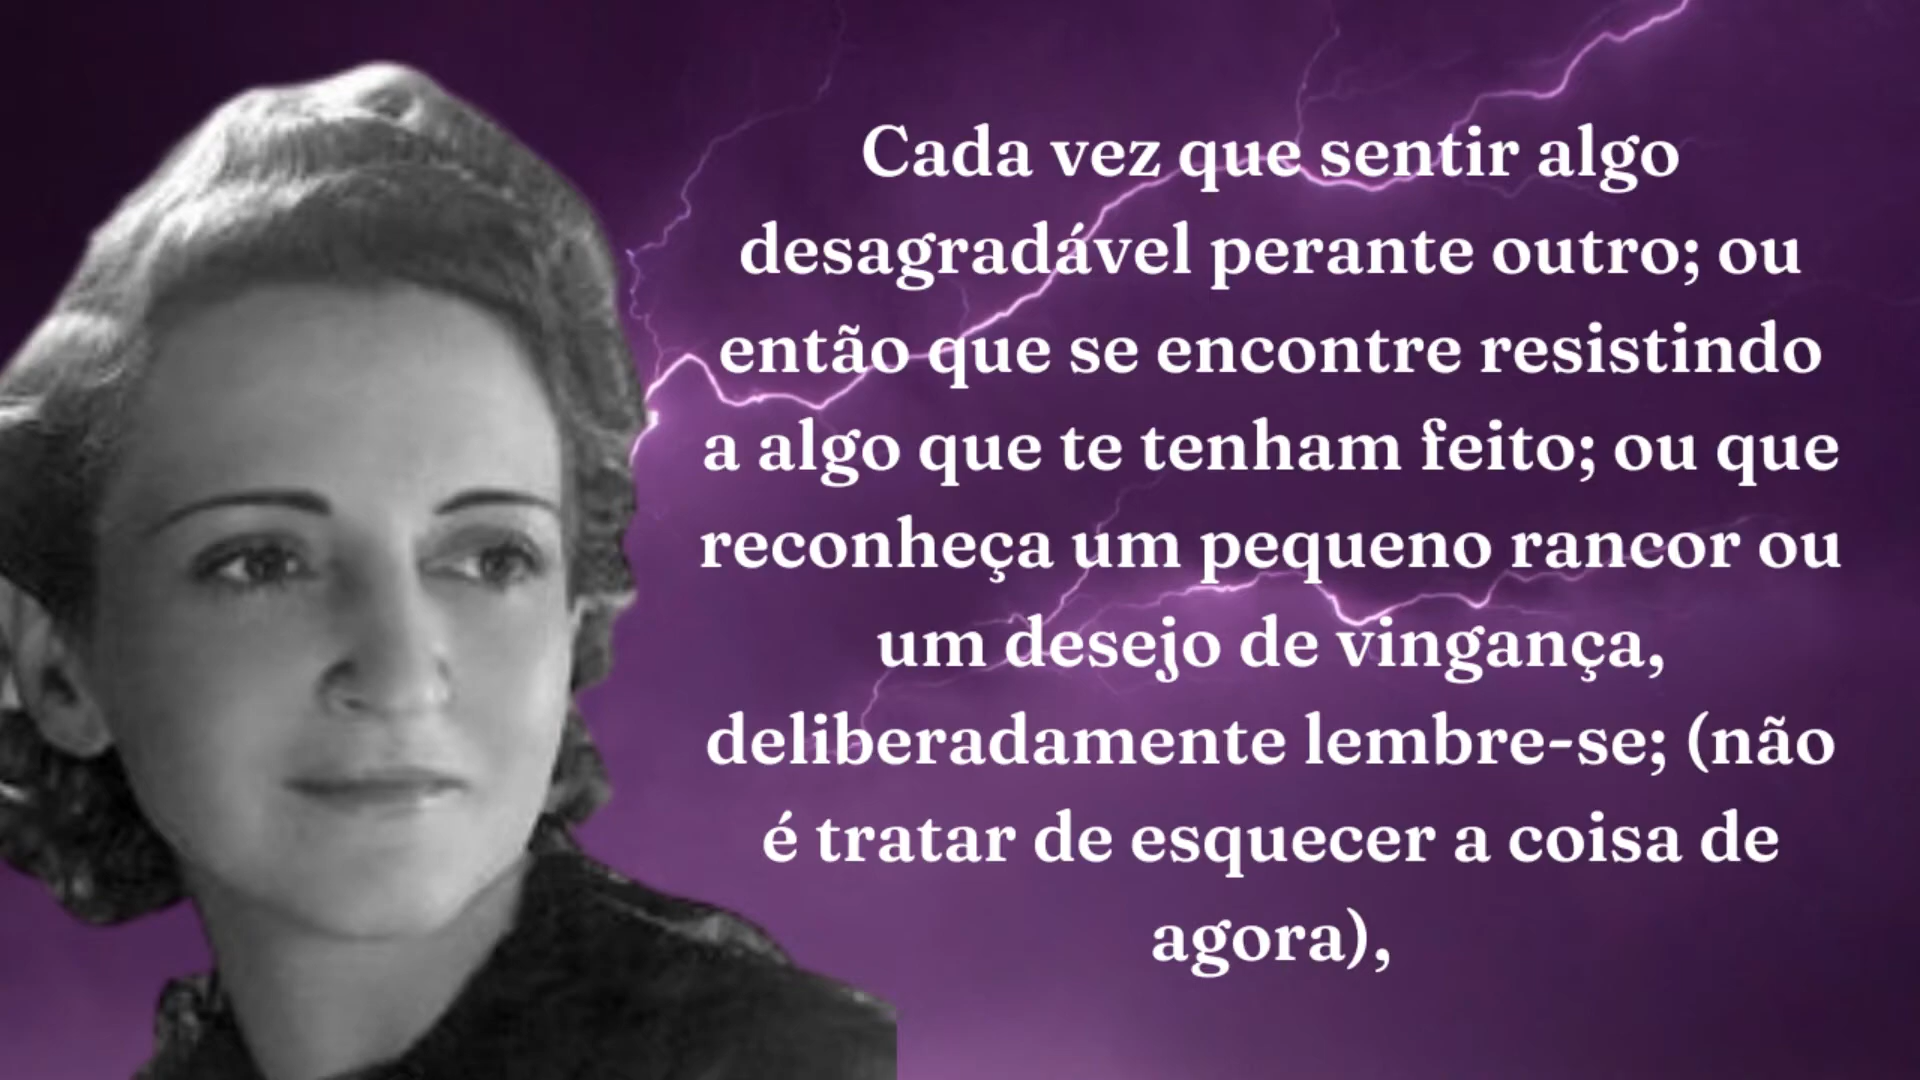 Cada vez que sentir algo
desagradável perante outro; ou
então que se encontre resistindo
a algo que te tenham feito; ou que
reconheça um pequeno rancor ou
um desejo de vingança,
deliberadamente lembre-se; (não
é tratar de esquecer a coisa de
agora),